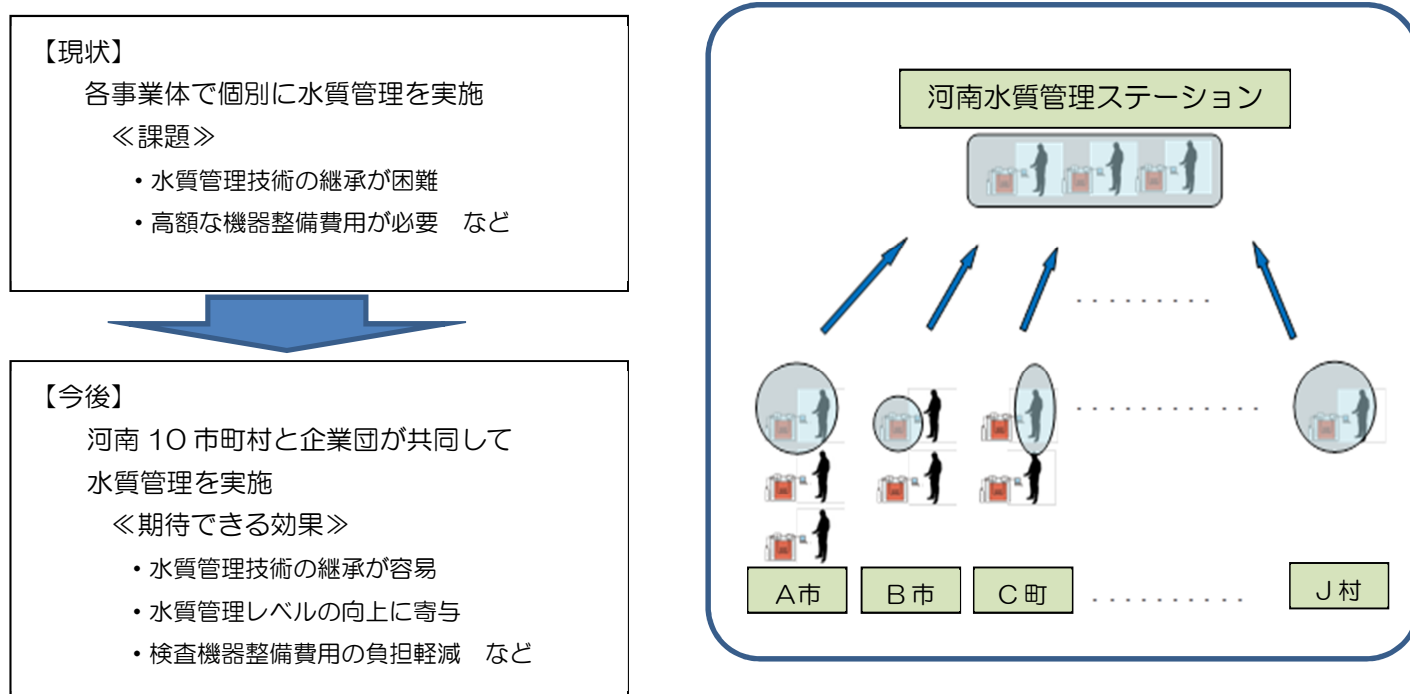 【現状】
各事業体で個別に水質管理を実施
≪課題≫
・水質管理技術の継承が困難
・高額な機器整備費用が必要　など
【今後】
河南 10 市町村と企業団が共同して
水質管理を実施
≪期待できる効果≫
・水質管理技術の継承が容易
・水質管理レベルの向上に寄与
・検査機器整備費用の負担軽減　など
河南水質管理ステーション
A市
B市
C町
J村